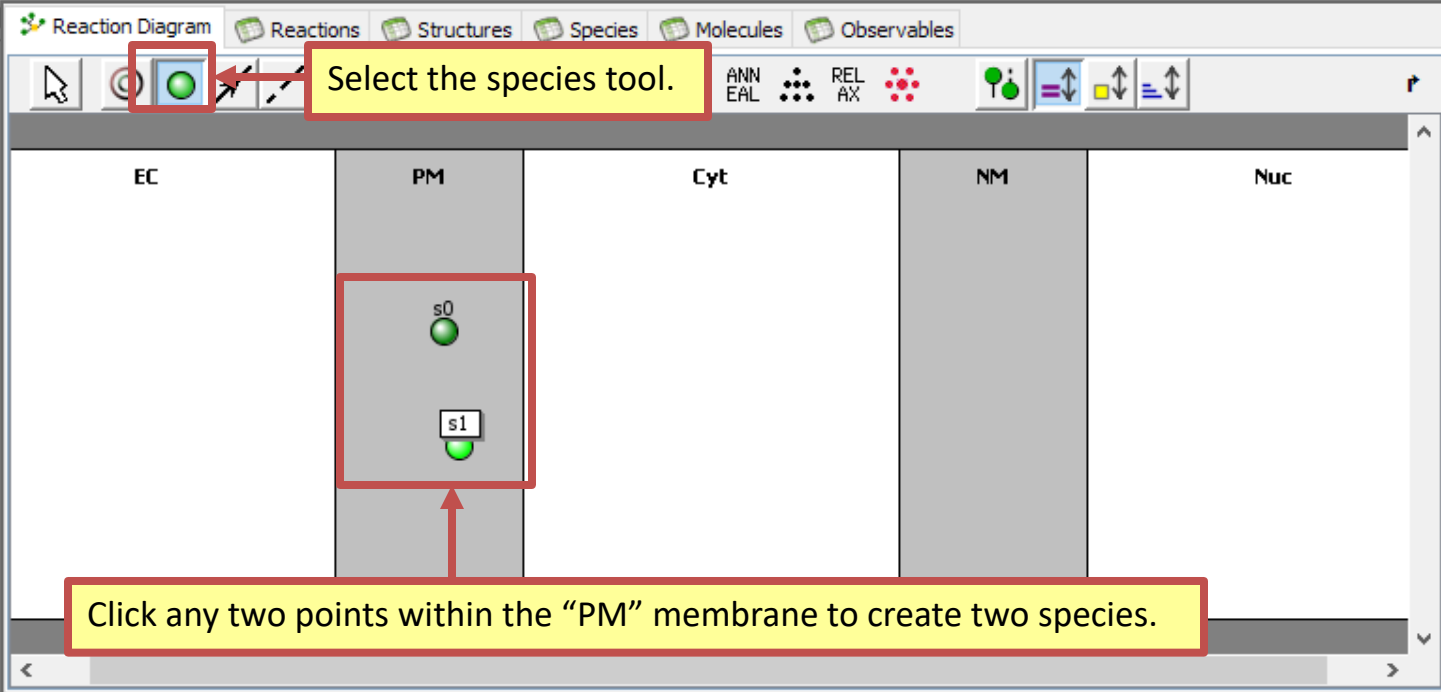 Reaction Diagram Reactions Structures Species Molecules Observables
Select the species tool.
ANN EAL REL AX
EC PM Cyt NM Nuc
s0
s1
Click any two points within the “PM” membrane to create two species.